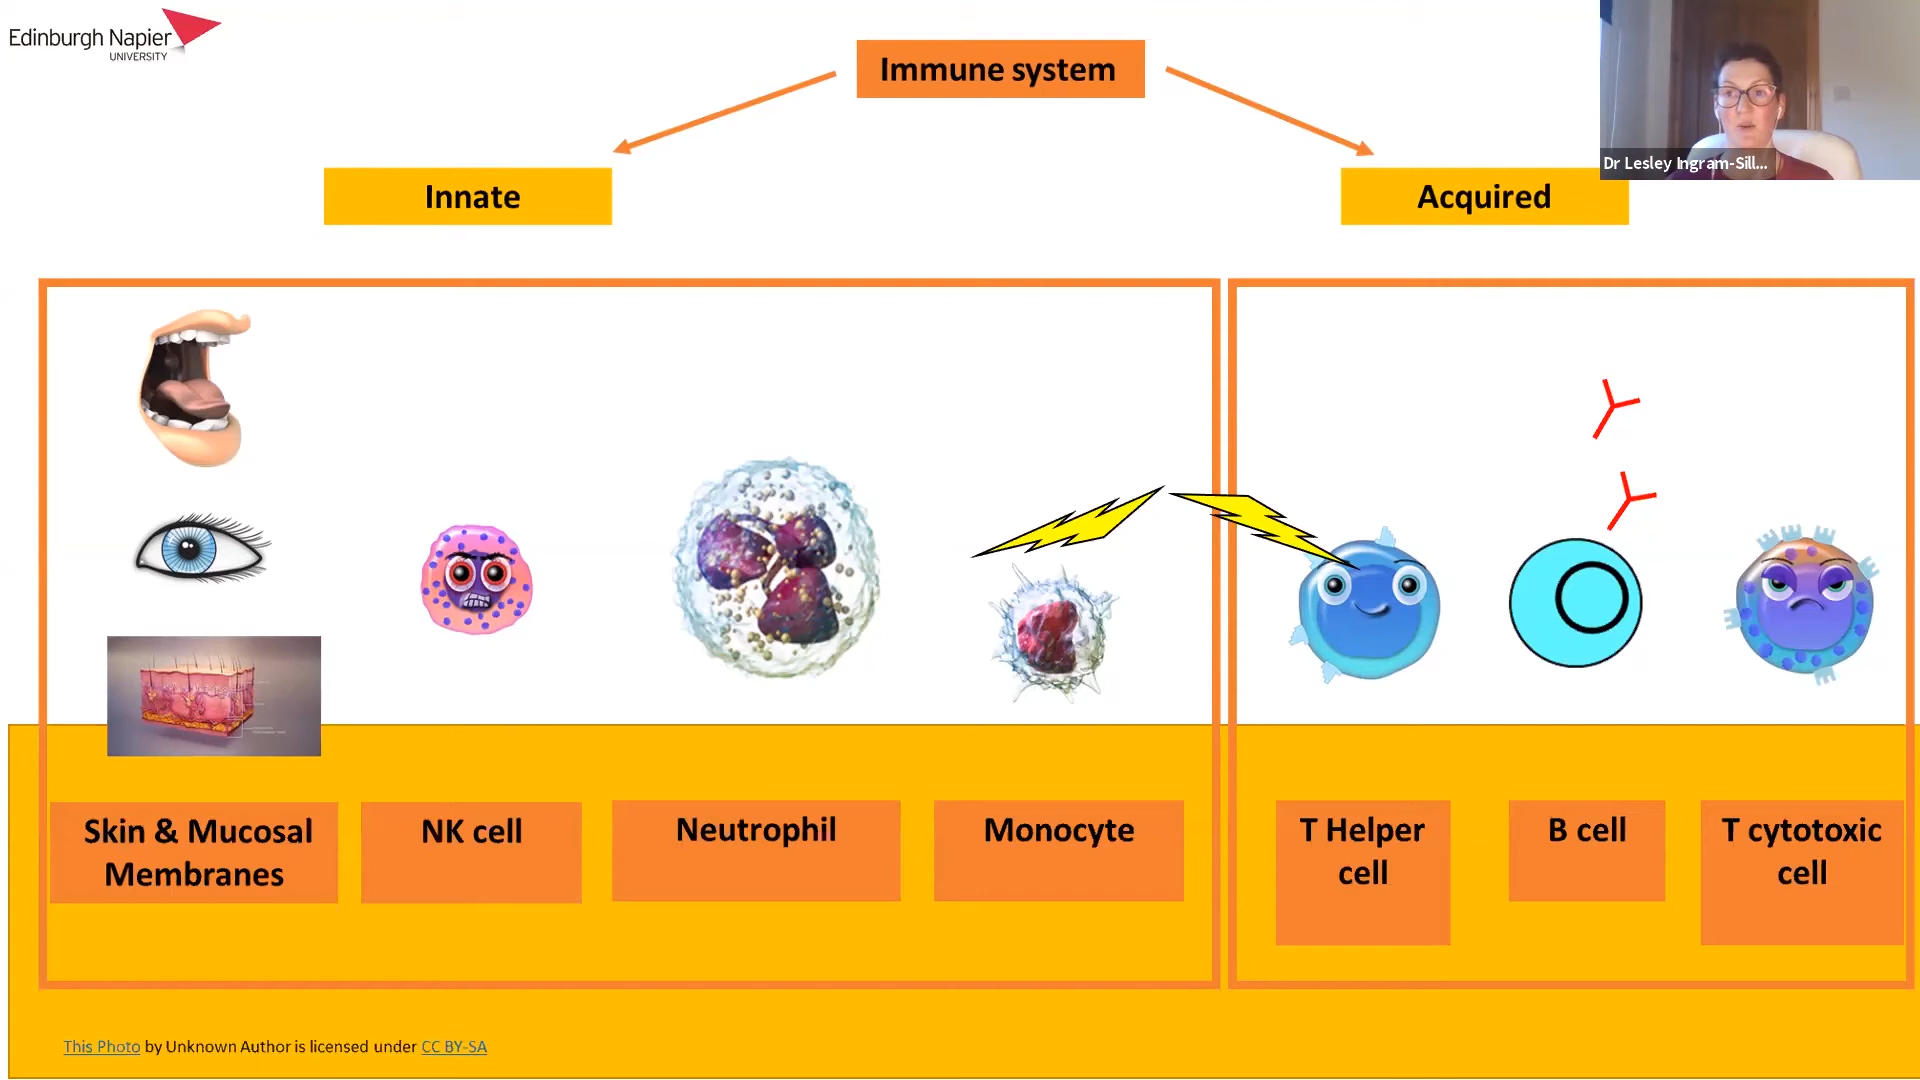 Edinburgh Napier
UNIVERSITY
Immune system
Dr Lesley Ingram-Sill...
Innate
Acquired
Skin & Mucosal
Membranes
NK cell
Neutrophil
Monocyte
T Helper
cell
B cell
T cytotoxic
cell
This Photo by Unknown Author is licensed under CC BY-SA